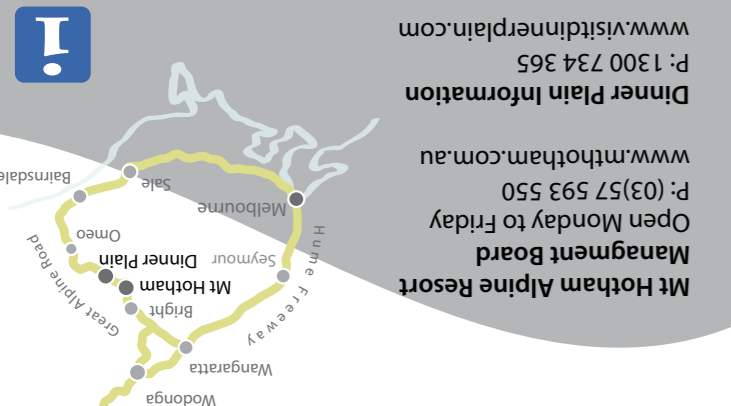 Mt Hotham Alpine Resort
Managment Board
Open Monday to Friday
P: (03)57 593 550
www.mthotham.com.au
Dinner Plain Information
P: 1300 734 365
www.visitdinnerplain.com
Wodonga
Wangaratta
Hume Freeway
Bright
Great Alpine Road
Mt Hotham
Dinner Plain
Seymour
Omeo
Melbourne
Sale
Bairnsdale
i